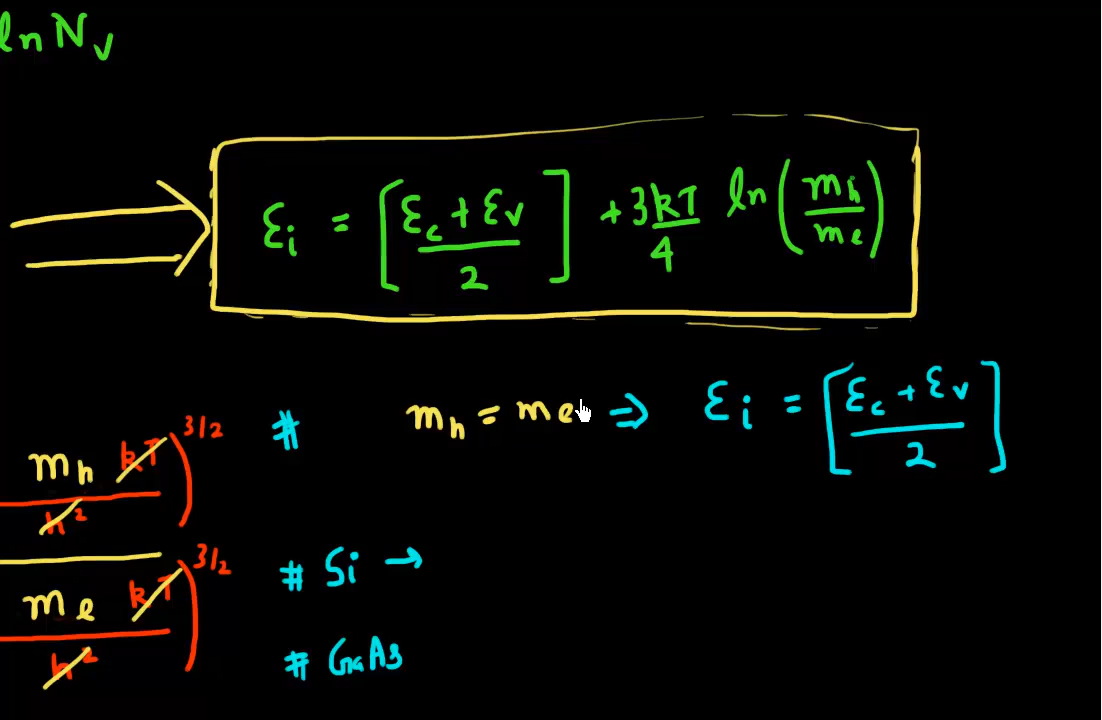 ln N_v
ε_i = [ (ε_c + ε_v) / 2 ] + 3kT/4 ln ( m_h / m_e )
# m_h = m_e ⇒ ε_i = [ (ε_c + ε_v) / 2 ]
m_h kT / h² )^3/2
m_e kT / h² )^3/2
# Si →
# GaAs